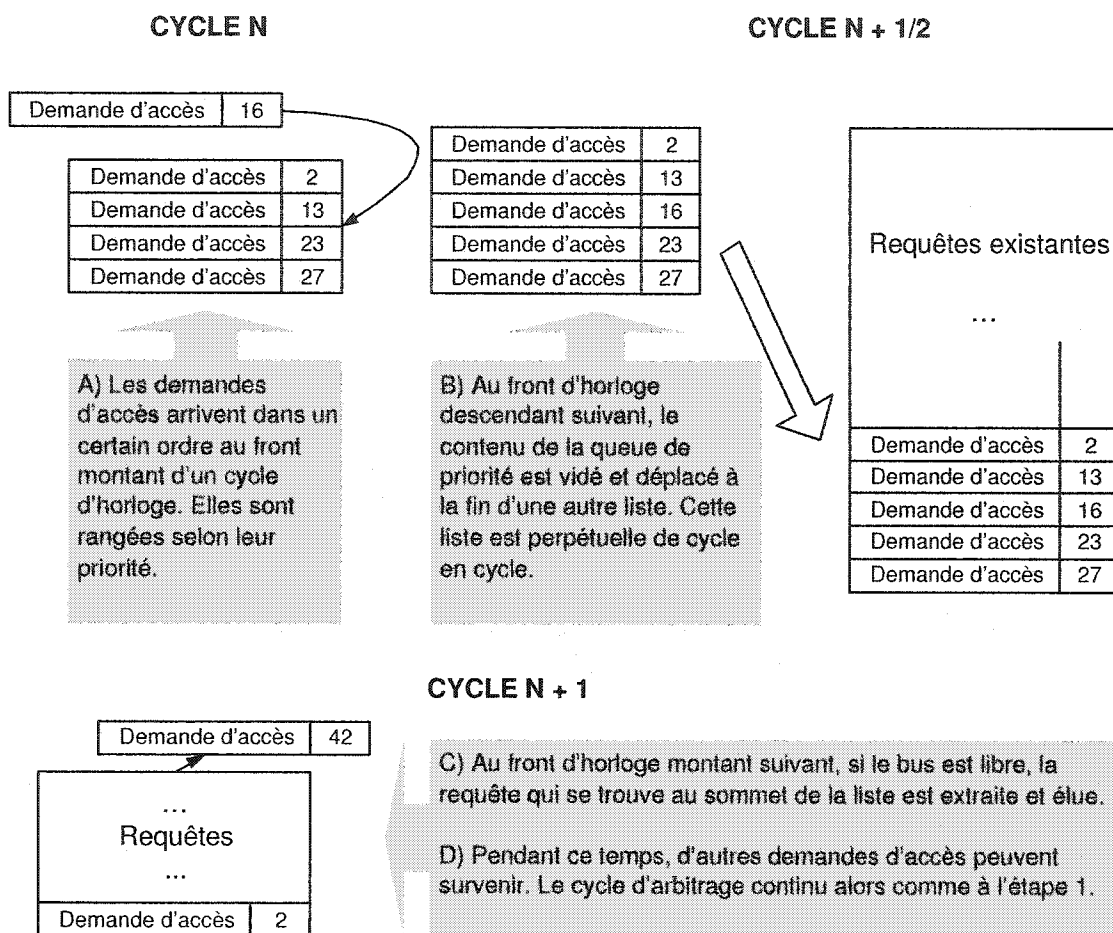 CYCLE N
CYCLE N + 1/2
Demande d'accès 16
Demande d'accès 2
Demande d'accès 13
Demande d'accès 23
Demande d'accès 27
Demande d'accès 2
Demande d'accès 13
Demande d'accès 16
Demande d'accès 23
Demande d'accès 27
Requêtes existantes
...
Demande d'accès 2
Demande d'accès 13
Demande d'accès 16
Demande d'accès 23
Demande d'accès 27
A) Les demandes
d'accès arrivent dans un
certain ordre au front
montant d'un cycle
d'horloge. Elles sont
rangées selon leur
priorité.
B) Au front d'horloge
descendant suivant, le
contenu de la queue de
priorité est vidé et déplacé à
la fin d'une autre liste. Cette
liste est perpétuelle de cycle
en cycle.
CYCLE N + 1
Demande d'accès 42
...
Requêtes
...
Demande d'accès 2
C) Au front d'horloge montant suivant, si le bus est libre, la
requête qui se trouve au sommet de la liste est extraite et élue.
D) Pendant ce temps, d'autres demandes d'accès peuvent
survenir. Le cycle d'arbitrage continu alors comme à l'étape 1.